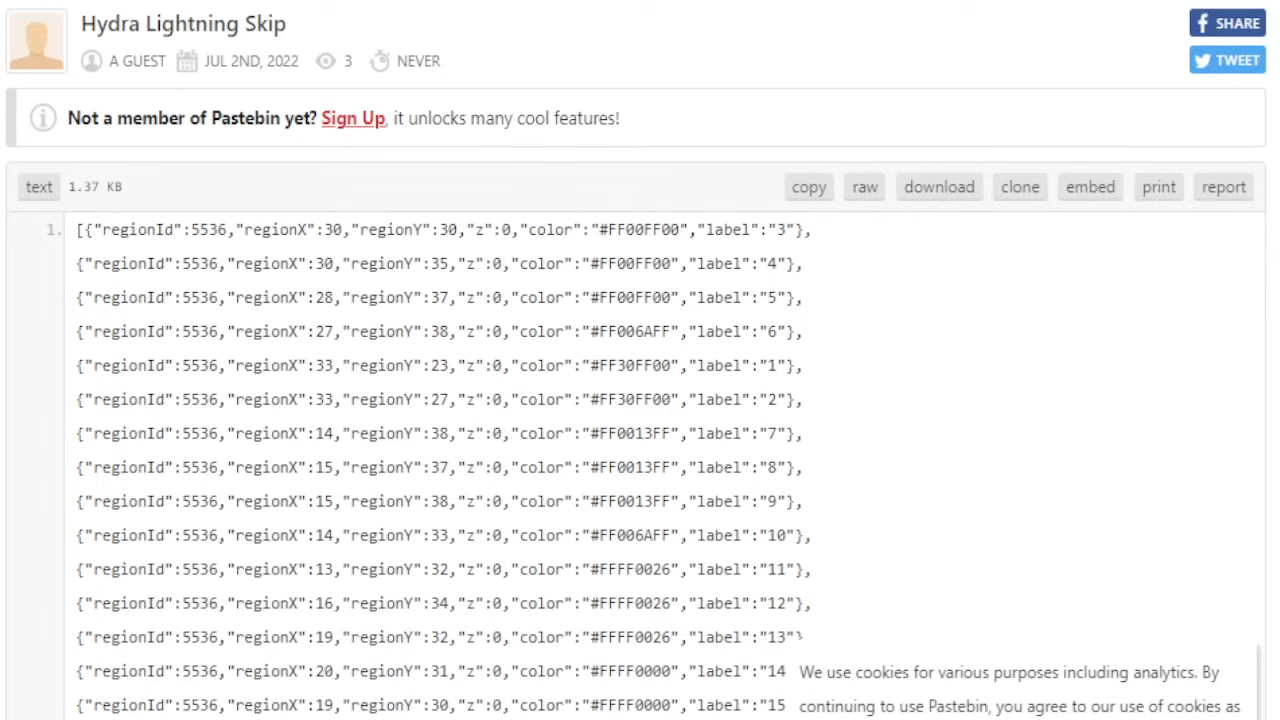 Hydra Lightning Skip
SHARE
A GUEST JUL 2ND, 2022 3 NEVER
TWEET
Not a member of Pastebin yet? Sign Up, it unlocks many cool features!
text 1.37 KB copy raw download clone embed print report
1. [{"regionId":5536,"regionX":30,"regionY":30,"z":0,"color":"#FF00FF00","label":"3"},
{"regionId":5536,"regionX":30,"regionY":35,"z":0,"color":"#FF00FF00","label":"4"},
{"regionId":5536,"regionX":28,"regionY":37,"z":0,"color":"#FF00FF00","label":"5"},
{"regionId":5536,"regionX":27,"regionY":38,"z":0,"color":"#FF006AFF","label":"6"},
{"regionId":5536,"regionX":33,"regionY":23,"z":0,"color":"#FF30FF00","label":"1"},
{"regionId":5536,"regionX":33,"regionY":27,"z":0,"color":"#FF30FF00","label":"2"},
{"regionId":5536,"regionX":14,"regionY":38,"z":0,"color":"#FF0013FF","label":"7"},
{"regionId":5536,"regionX":15,"regionY":37,"z":0,"color":"#FF0013FF","label":"8"},
{"regionId":5536,"regionX":15,"regionY":38,"z":0,"color":"#FF0013FF","label":"9"},
{"regionId":5536,"regionX":14,"regionY":33,"z":0,"color":"#FF006AFF","label":"10"},
{"regionId":5536,"regionX":13,"regionY":32,"z":0,"color":"#FFFF0026","label":"11"},
{"regionId":5536,"regionX":16,"regionY":34,"z":0,"color":"#FFFF0026","label":"12"},
{"regionId":5536,"regionX":19,"regionY":32,"z":0,"color":"#FFFF0026","label":"13"}
{"regionId":5536,"regionX":20,"regionY":31,"z":0,"color":"#FFFF0000","label":"14
{"regionId":5536,"regionX":19,"regionY":30,"z":0,"color":"#FFFF0000","label":"15
We use cookies for various purposes including analytics. By
continuing to use Pastebin, you agree to our use of cookies as